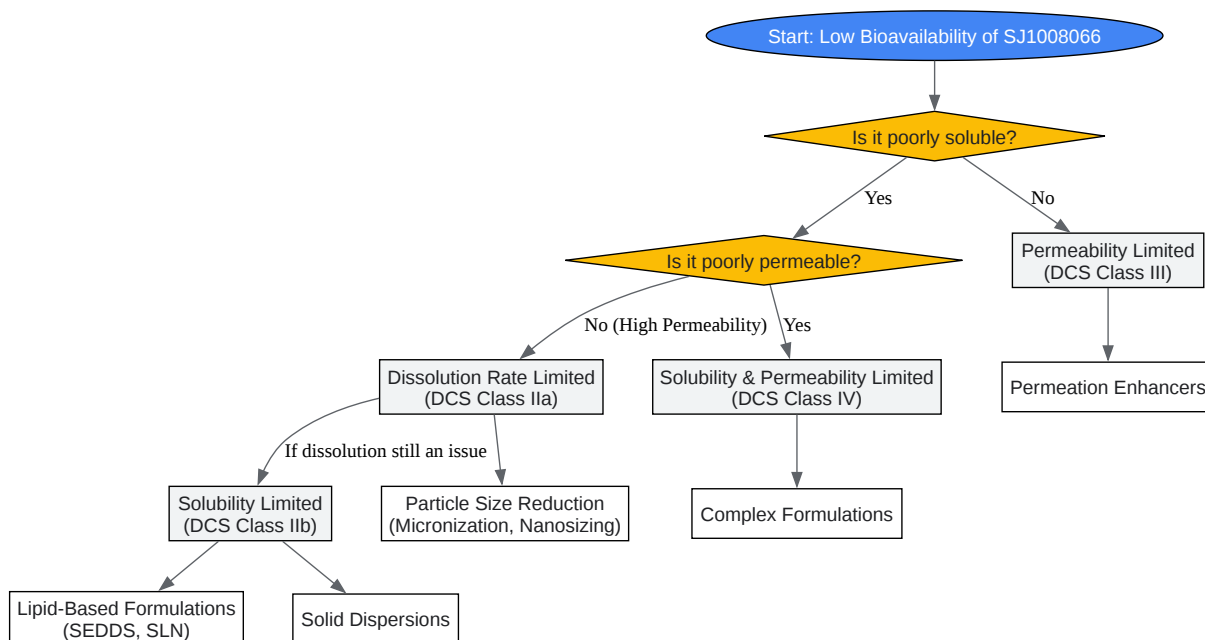 Start: Low Bioavailability of SJ1008066
Is it poorly soluble?
Yes
No
Is it poorly permeable?
Permeability Limited
(DCS Class III)
No (High Permeability)
Yes
Dissolution Rate Limited
(DCS Class IIa)
Solubility & Permeability Limited
(DCS Class IV)
Permeation Enhancers
If dissolution still an issue
Solubility Limited
(DCS Class IIb)
Particle Size Reduction
(Micronization, Nanosizing)
Complex Formulations
Lipid-Based Formulations
(SEDDS, SLN)
Solid Dispersions